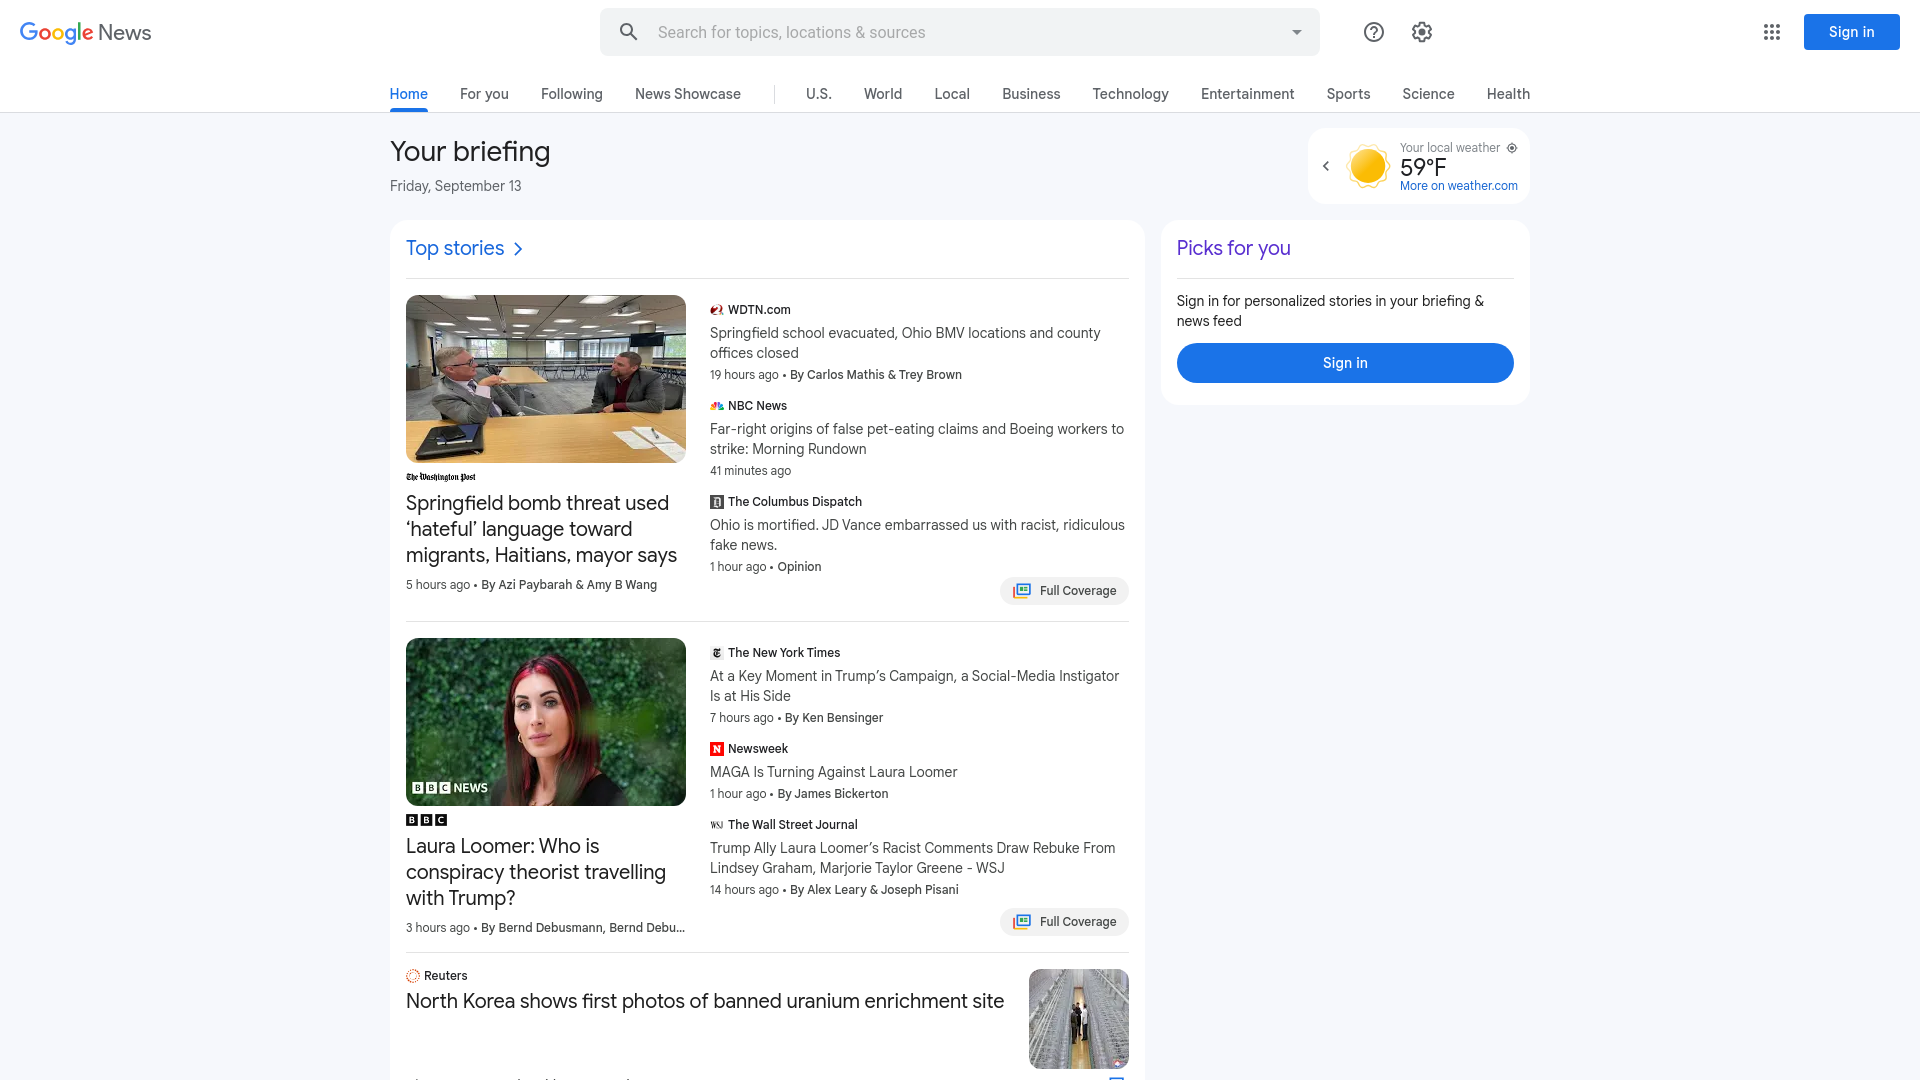 Google News
Search for topics, locations & sources
Sign in
Home
For you
Following
News Showcase
U.S.
World
Local
Business
Technology
Entertainment
Sports
Science
Health
Your briefing
Friday, September 13
Your local weather
59°F
More on weather.com
Top stories
The Washington Post
Springfield bomb threat used
‘hateful’ language toward
migrants, Haitians, mayor says
5 hours ago • By Azi Paybarah & Amy B Wang
WDTN.com
Springfield school evacuated, Ohio BMV locations and county
offices closed
19 hours ago • By Carlos Mathis & Trey Brown
NBC News
Far-right origins of false pet-eating claims and Boeing workers to
strike: Morning Rundown
41 minutes ago
The Columbus Dispatch
Ohio is mortified. JD Vance embarrassed us with racist, ridiculous
fake news.
1 hour ago • Opinion
Full Coverage
BBC NEWS
BBC
Laura Loomer: Who is
conspiracy theorist travelling
with Trump?
3 hours ago • By Bernd Debusmann, Bernd Debu...
The New York Times
At a Key Moment in Trump’s Campaign, a Social-Media Instigator
Is at His Side
7 hours ago • By Ken Bensinger
N Newsweek
MAGA Is Turning Against Laura Loomer
1 hour ago • By James Bickerton
WSJ The Wall Street Journal
Trump Ally Laura Loomer’s Racist Comments Draw Rebuke From
Lindsey Graham, Marjorie Taylor Greene - WSJ
14 hours ago • By Alex Leary & Joseph Pisani
Full Coverage
Reuters
North Korea shows first photos of banned uranium enrichment site
Picks for you
Sign in for personalized stories in your briefing &
news feed
Sign in